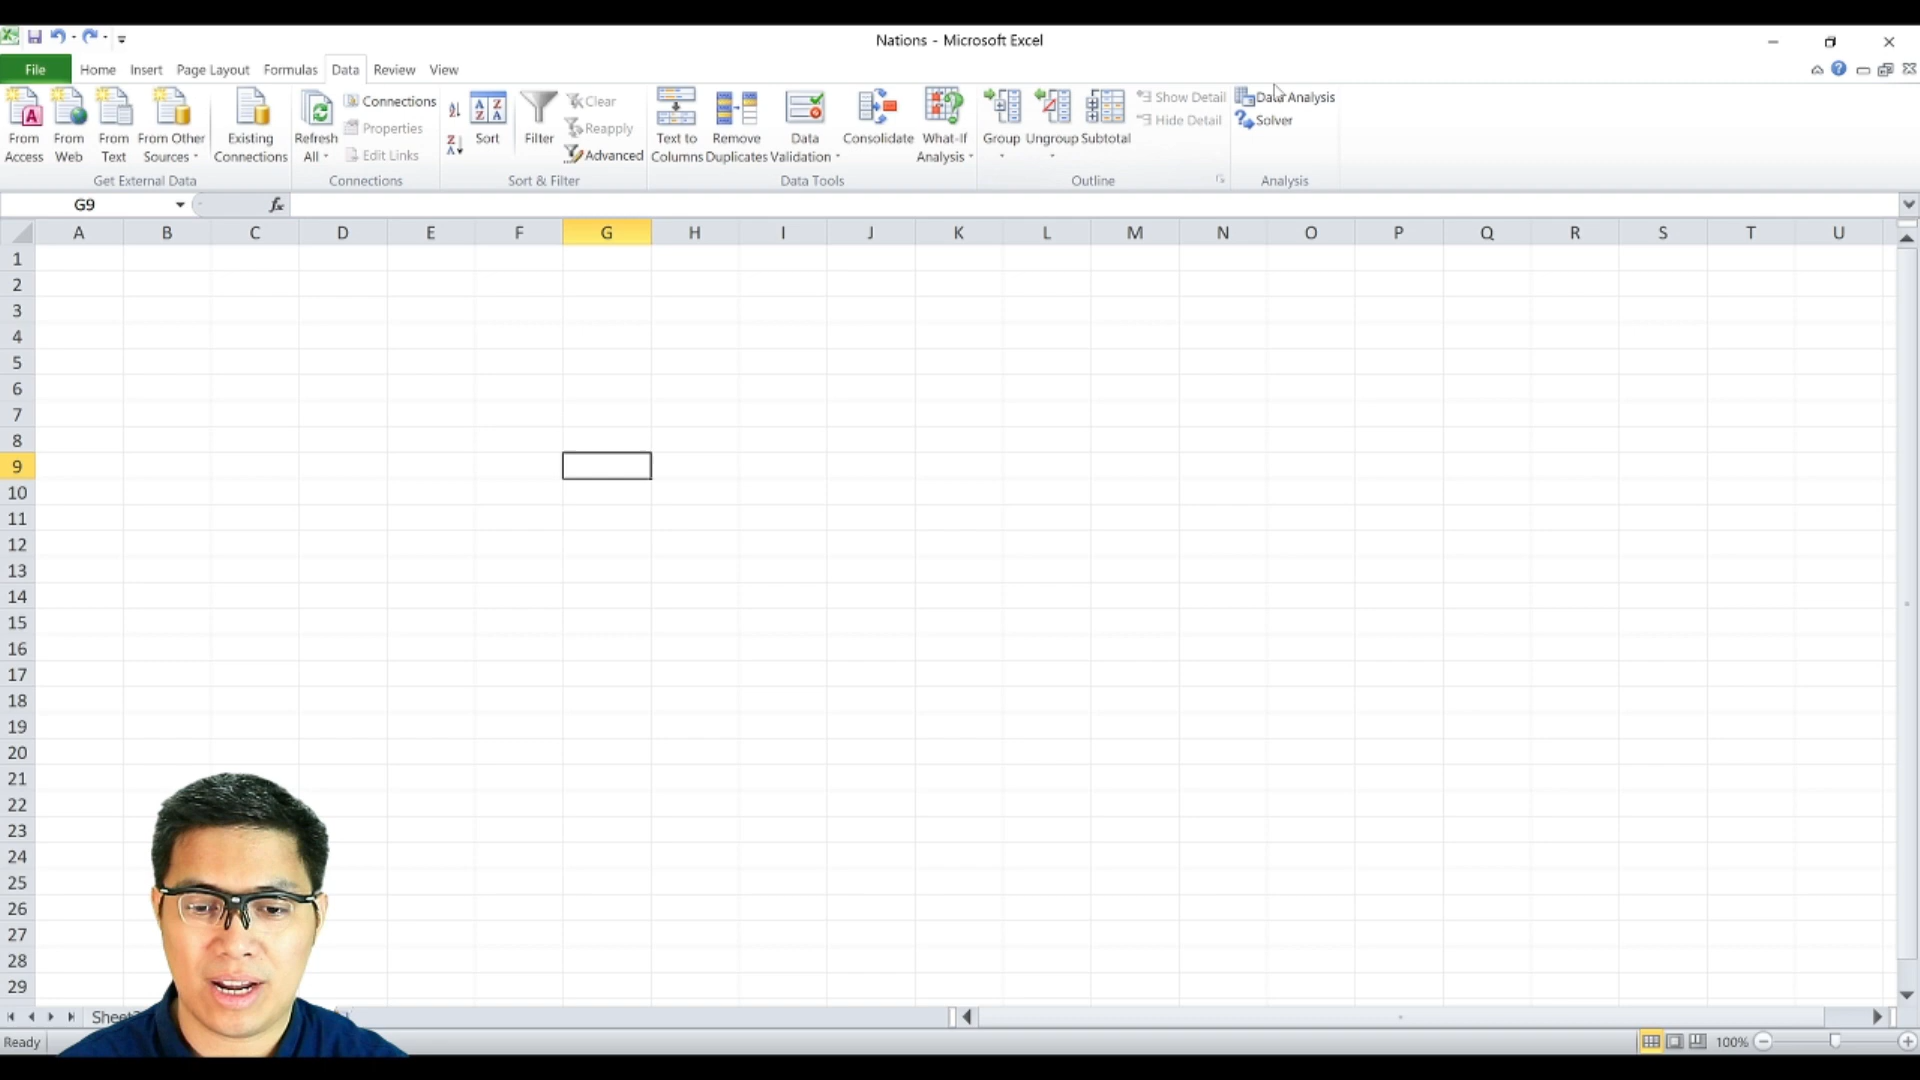 Nations - Microsoft Excel
File Home Insert Page Layout Formulas Data Review View
From Access
From Web
From Text
From Other Sources
Existing Connections
Get External Data
Refresh All
Connections
Properties
Edit Links
Connections
Sort
Filter
Clear
Reapply
Advanced
Sort & Filter
Text to Columns
Remove Duplicates
Data Validation
Consolidate
What-If Analysis
Data Tools
Group
Ungroup
Subtotal
Show Detail
Hide Detail
Outline
Data Analysis
Solver
Analysis
G9
fx
A B C D E F G H I J K L M N O P Q R S T U
1
2
3
4
5
6
7
8
9
10
11
12
13
14
15
16
17
18
19
20
21
22
23
24
25
26
27
28
29
Ready
100%